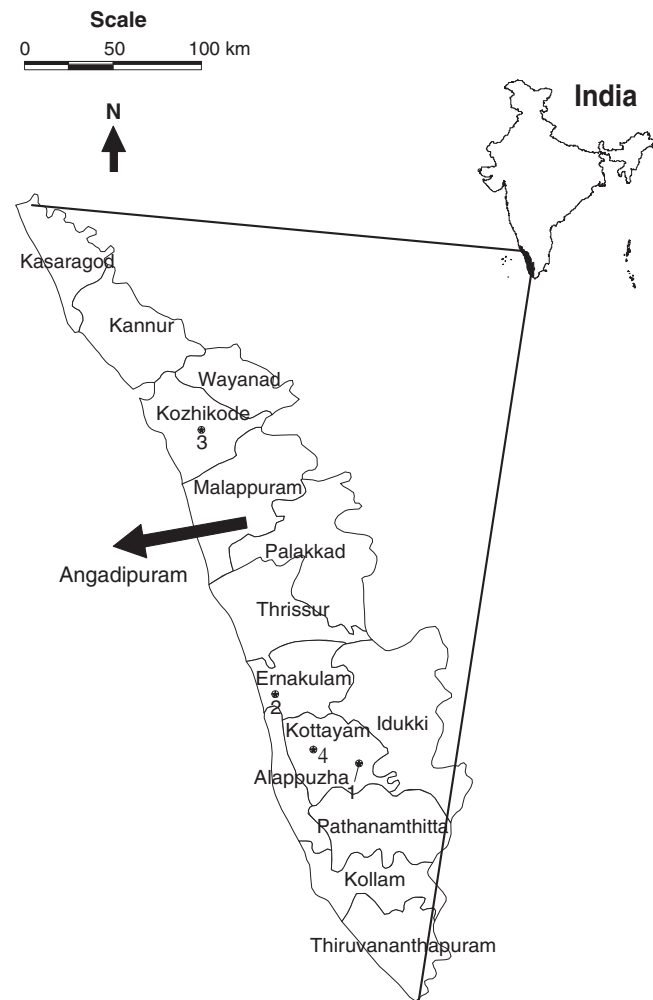 Scale
0 50 100 km
N
India
Kasaragod
Kannur
Wayanad
Kozhikode
3
Malappuram
Palakkad
Angadipuram
Thrissur
Ernakulam
2
Idukki
Kottayam
4
Alappuzha
1
Pathanamthitta
Kollam
Thiruvananthapuram